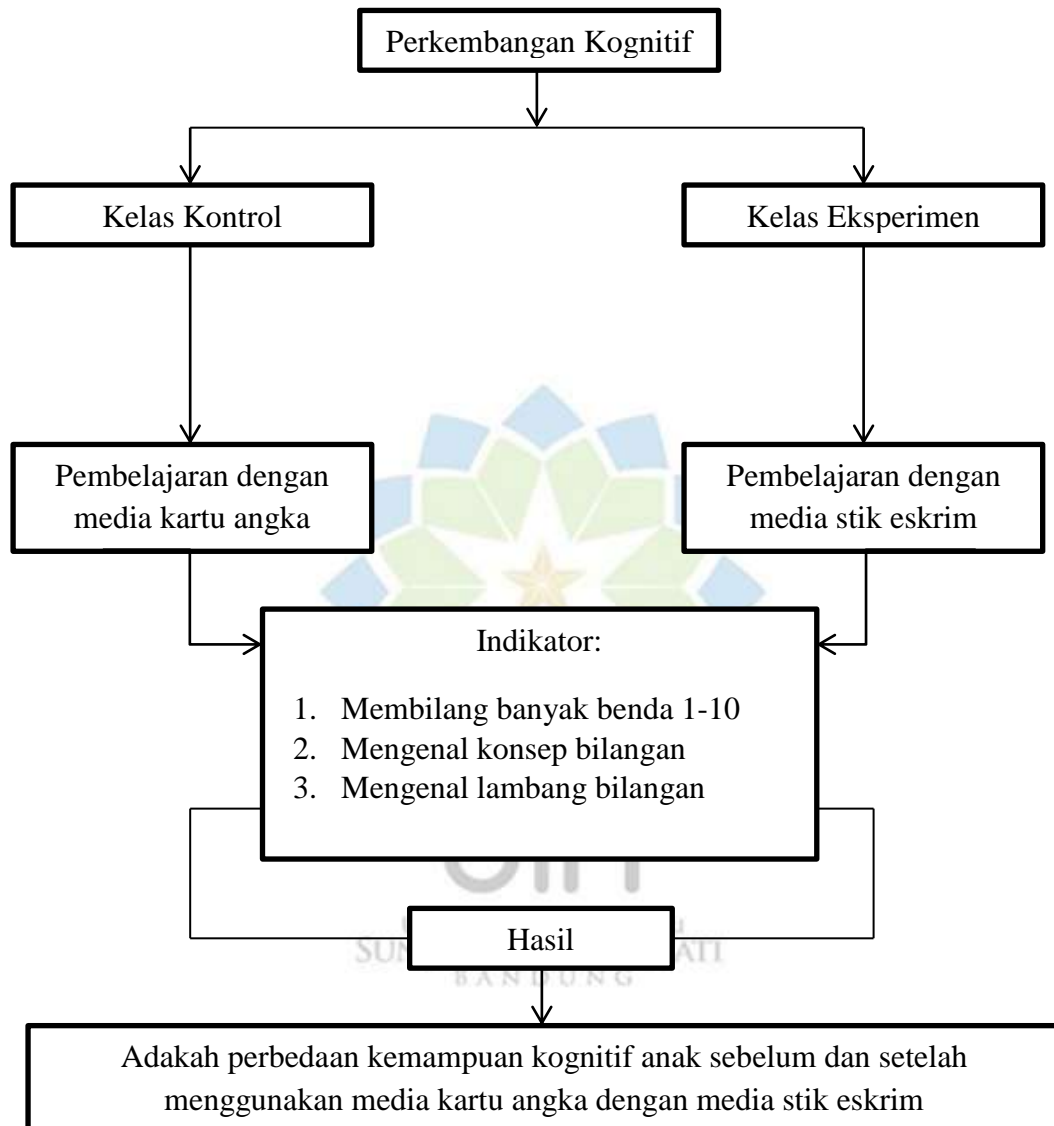 Perkembangan Kognitif
Kelas Kontrol
Kelas Eksperimen
Pembelajaran dengan
media kartu angka
Pembelajaran dengan
media stik eskrim
Indikator:
1. Membilang banyak benda 1-10
2. Mengenal konsep bilangan
3. Mengenal lambang bilangan
Hasil
BANDUNG
Adakah perbedaan kemampuan kognitif anak sebelum dan setelah
menggunakan media kartu angka dengan media stik eskrim